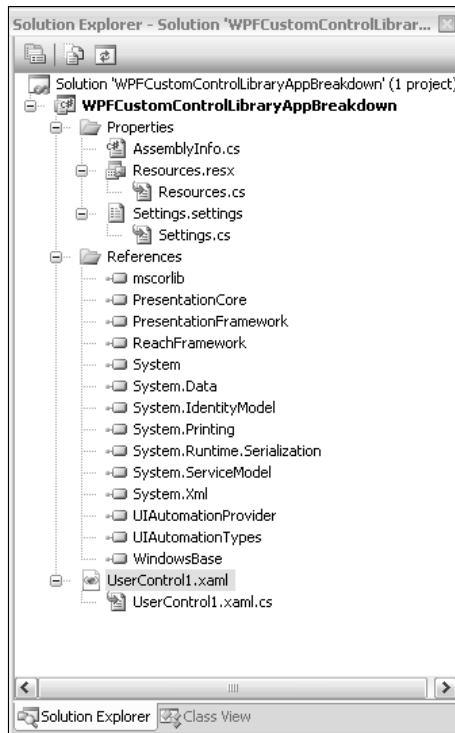 Solution Explorer - Solution 'WPFCustomControlLibrar...
Solution 'WPFCustomControlLibraryAppBreakdown' (1 project)
WPFCustomControlLibraryAppBreakdown
Properties
AssemblyInfo.cs
Resources.resx
Resources.cs
Settings.settings
Settings.cs
References
mscorlib
PresentationCore
PresentationFramework
ReachFramework
System
System.Data
System.IdentityModel
System.Printing
System.Runtime.Serialization
System.ServiceModel
System.Xml
UIAutomationProvider
UIAutomationTypes
WindowsBase
UserControl1.xaml
UserControl1.xaml.cs
Solution Explorer Class View